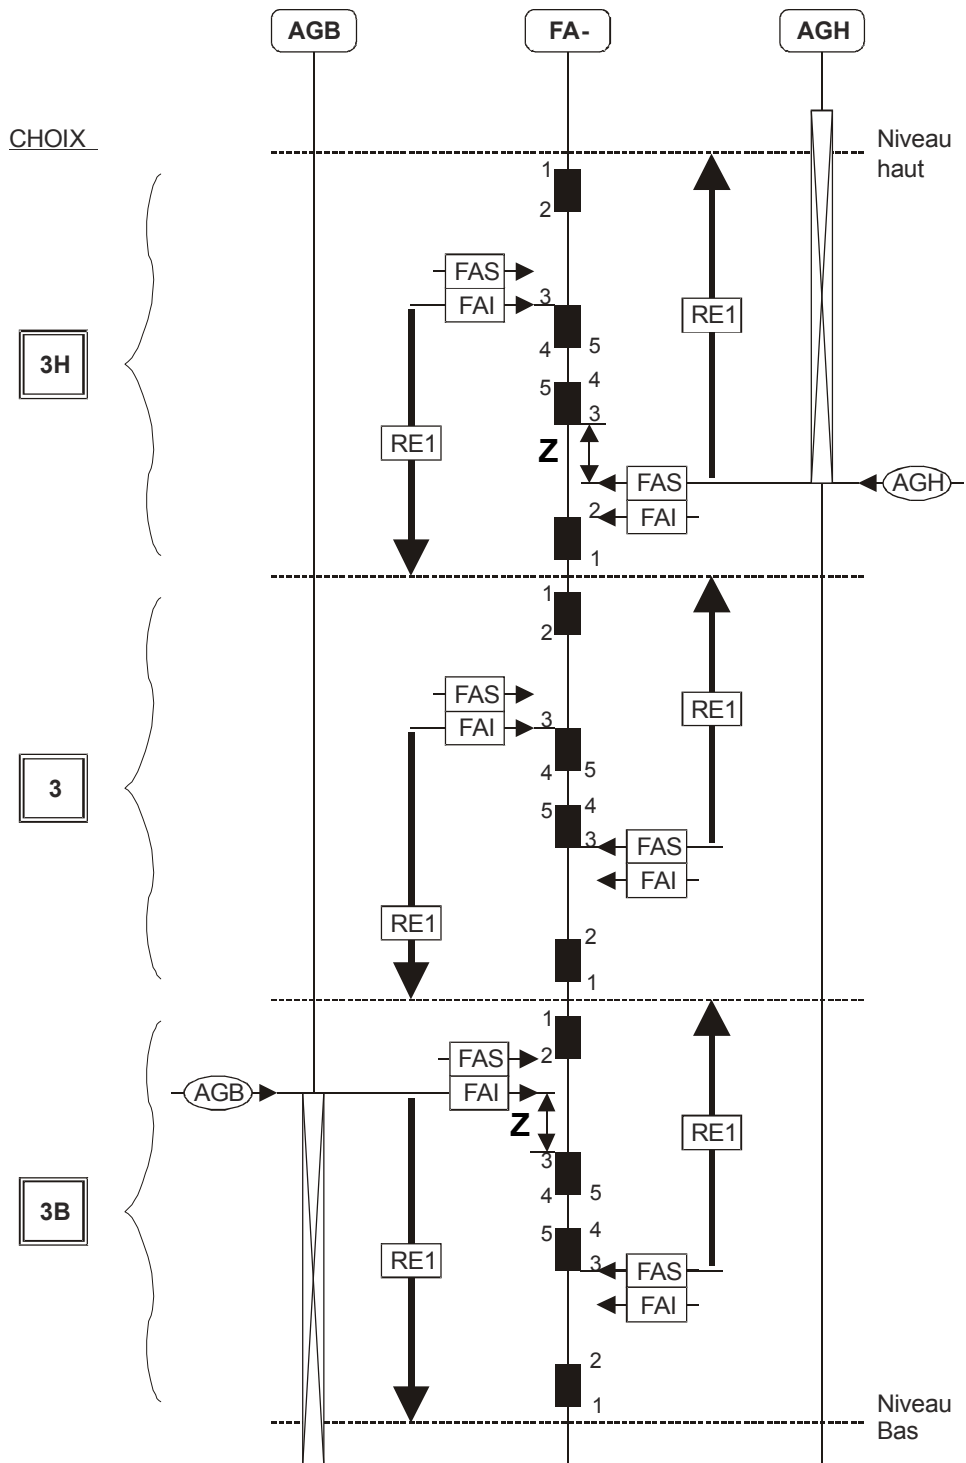 AGB FA- AGH
CHOIX
Niveau
haut
1
2
FAS
FAI 3
RE1
4 5
3H
5 4
3
RE1
Z
FAS AGH
2 FAI
1
1
2
FAS
RE1
FAI 3
4 5
3
5 4
3 FAS
FAI
RE1
2
1
1
FAS 2
AGB FAI
Z
RE1
3
4 5
3B
5 4
RE1
3 FAS
FAI
2
1
Niveau
Bas